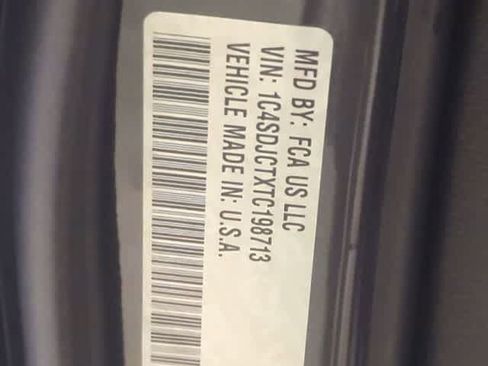 MFD BY: FCA US LLC
VIN: 1C4SDJCTXTC198713
VEHICLE MADE IN: U.S.A.